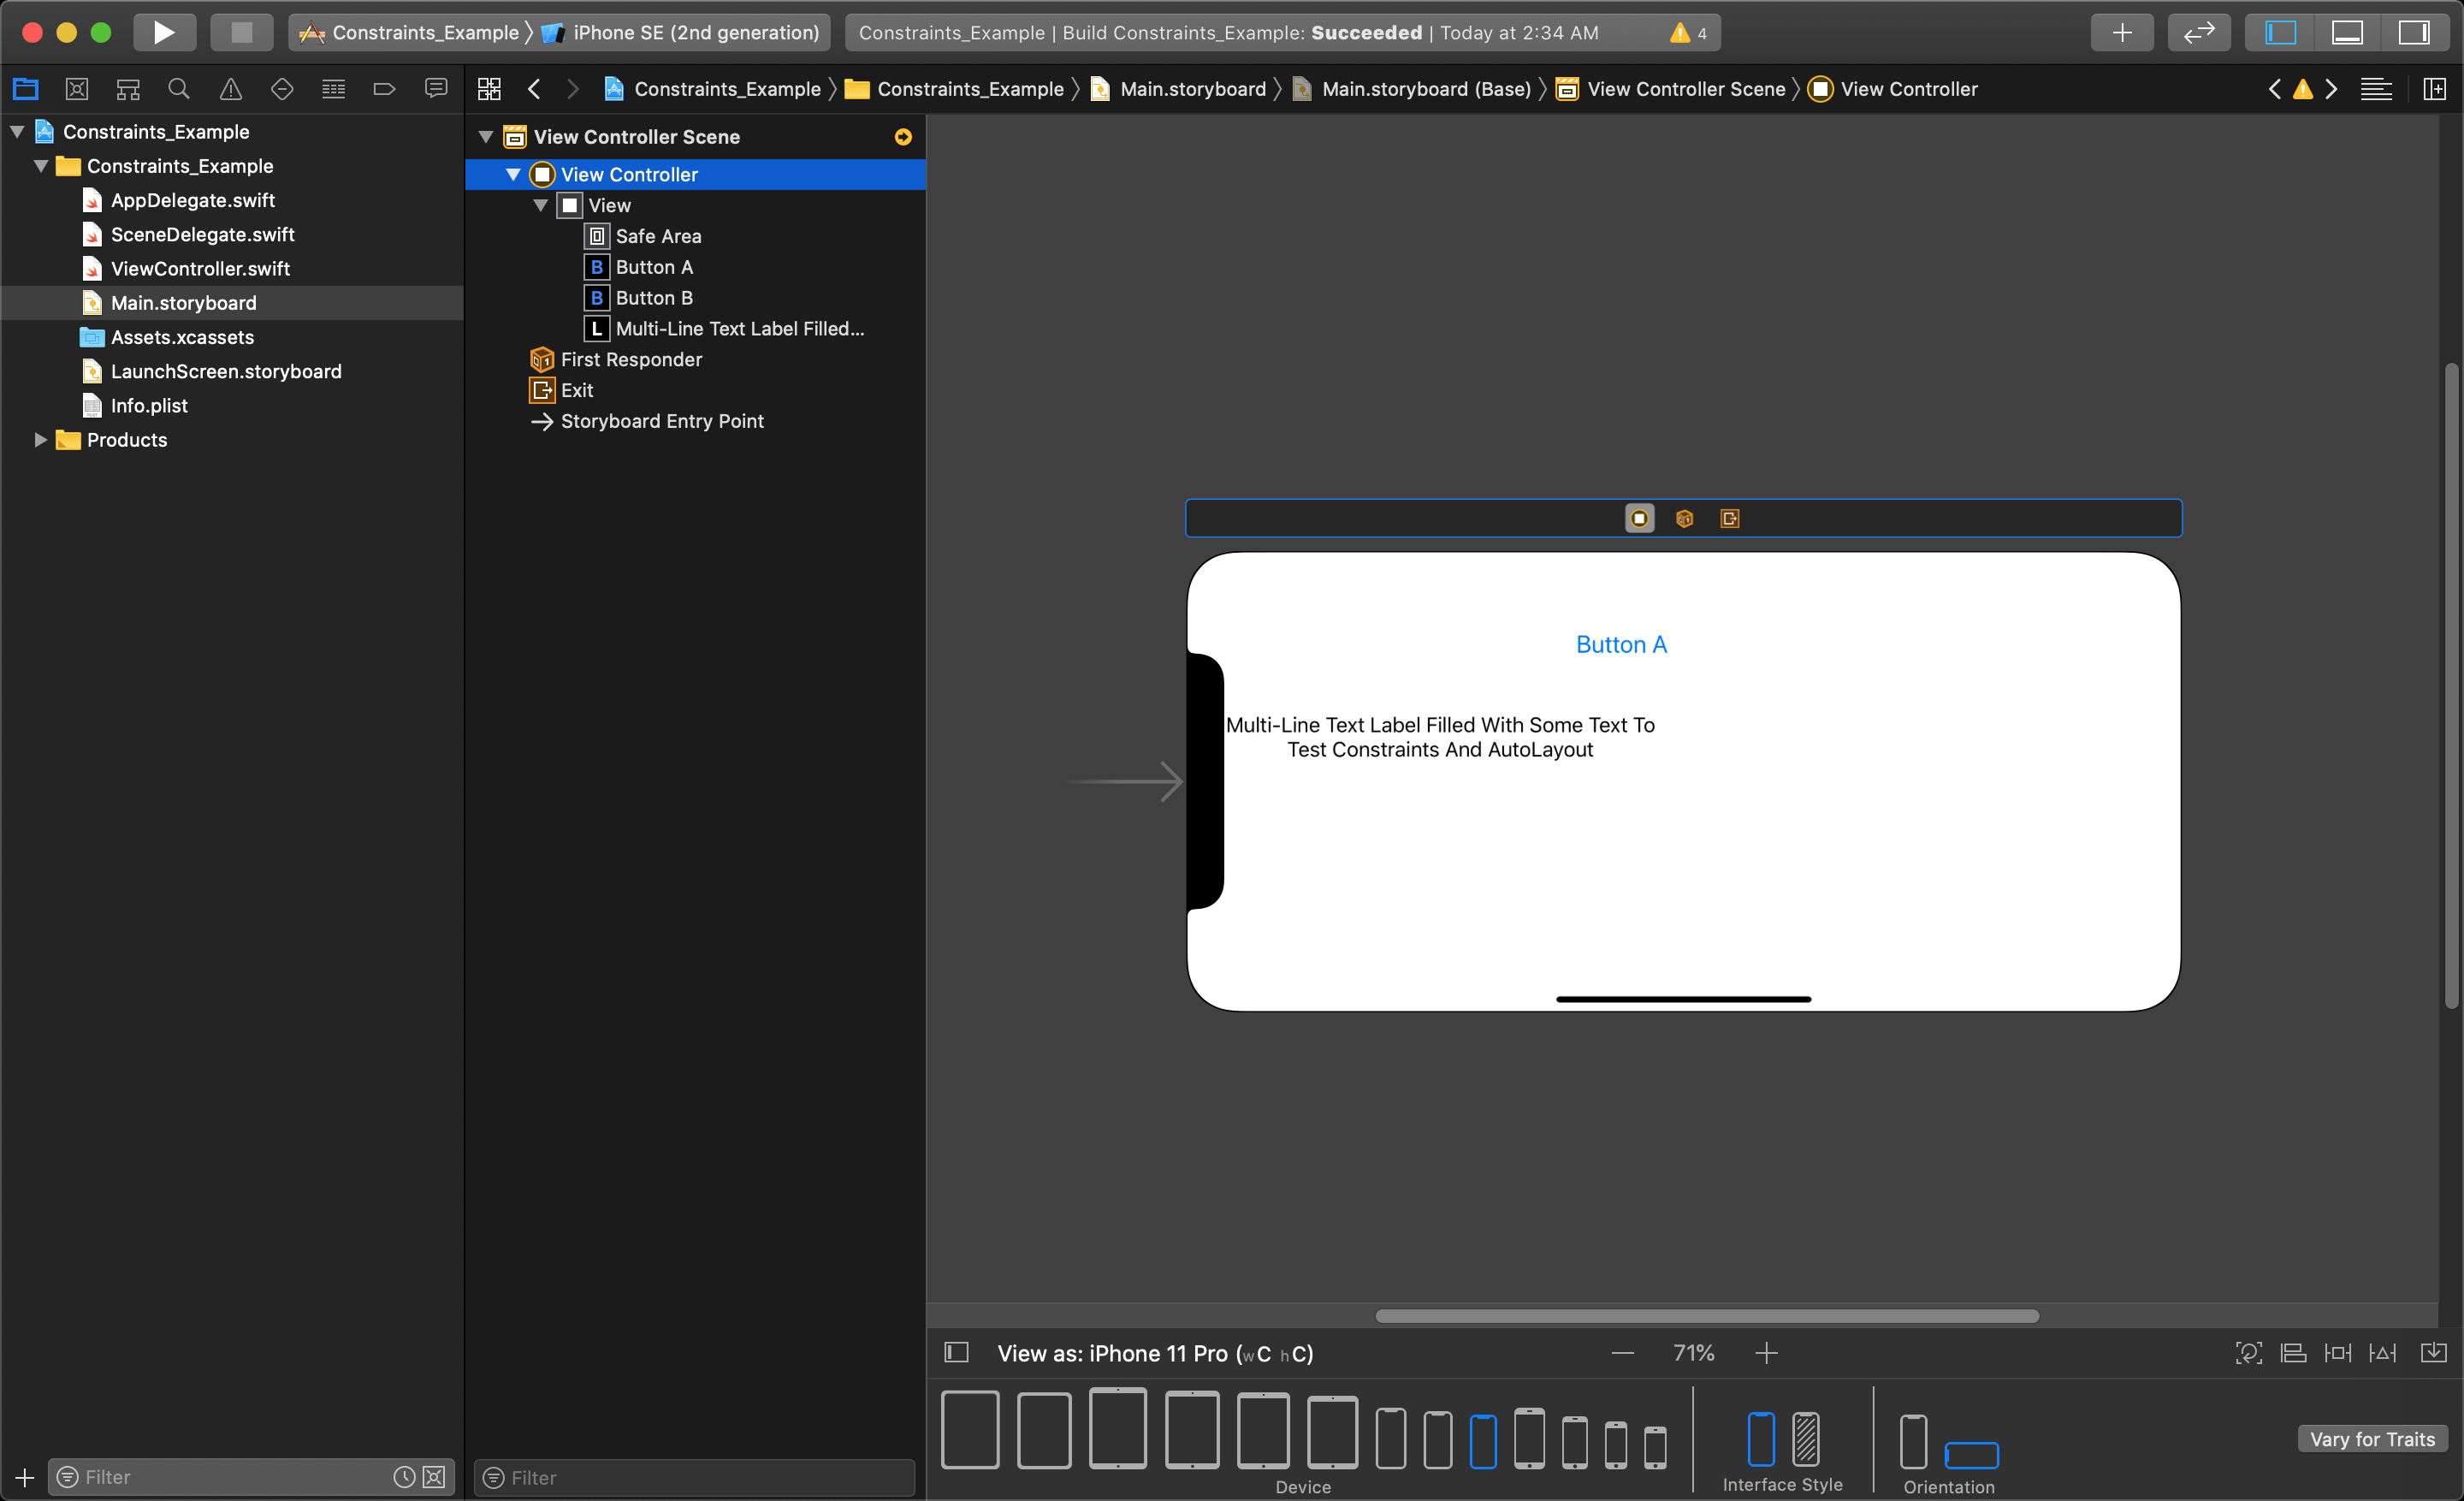 Constraints_Example
iPhone SE (2nd generation)
Constraints_Example | Build Constraints_Example: Succeeded | Today at 2:34 AM
4
Constraints_Example
Constraints_Example
Main.storyboard
Main.storyboard (Base)
View Controller Scene
View Controller
Constraints_Example
Constraints_Example
AppDelegate.swift
SceneDelegate.swift
ViewController.swift
Main.storyboard
Assets.xcassets
LaunchScreen.storyboard
Info.plist
Products
View Controller Scene
View Controller
View
Safe Area
B Button A
B Button B
L Multi-Line Text Label Filled...
First Responder
Exit
Storyboard Entry Point
Button A
Multi-Line Text Label Filled With Some Text To
Test Constraints And AutoLayout
View as: iPhone 11 Pro (wC hC)
71%
Device
Interface Style
Orientation
Vary for Traits
Filter
Filter